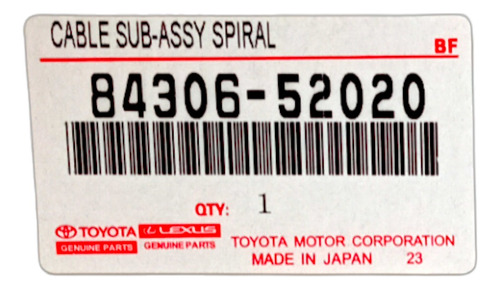 CABLE SUB-ASSY SPIRAL
BF
84306-52020
QTY: 1
TOYOTA LEXUS
GENUINE PARTS GENUINE PARTS
TOYOTA MOTOR CORPORATION
MADE IN JAPAN 23